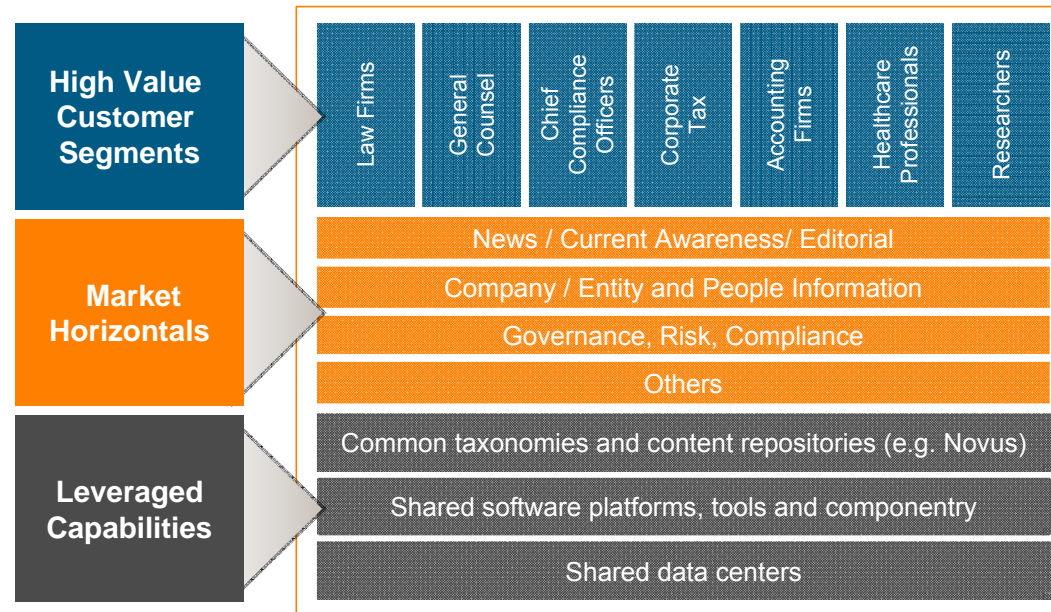 High Value
Customer
Segments
Law Firms
General
Counsel
Chief
Compliance
Officers
Corporate
Tax
Accounting
Firms
Healthcare
Professionals
Researchers
Market
Horizontals
News / Current Awareness/ Editorial
Company / Entity and People Information
Governance, Risk, Compliance
Others
Leveraged
Capabilities
Common taxonomies and content repositories (e.g. Novus)
Shared software platforms, tools and componentry
Shared data centers